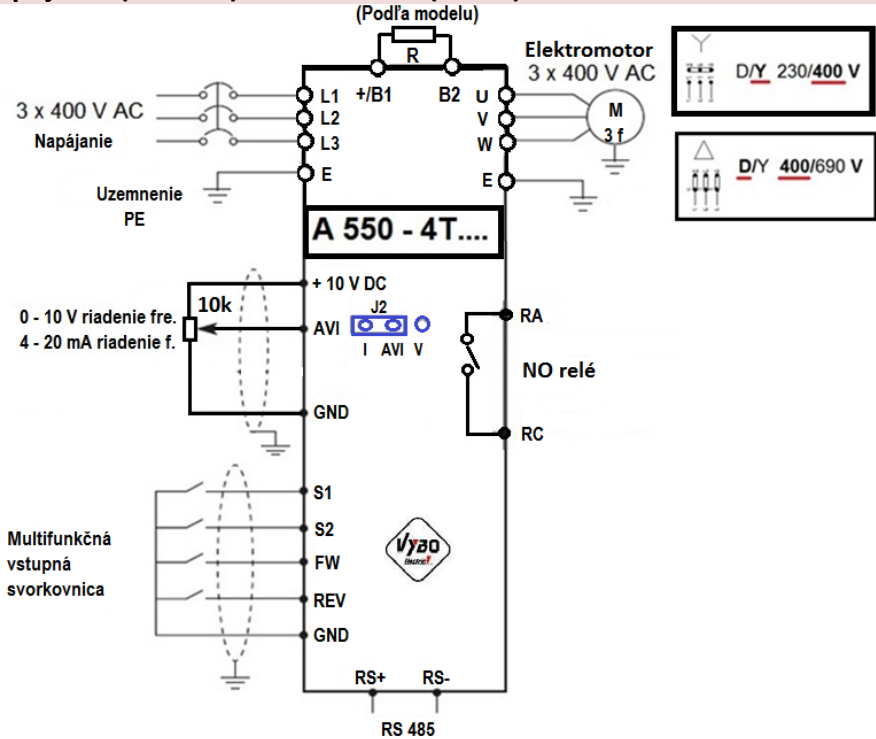 (Podľa modelu)
R
+/B1
B2
Elektromotor
3 x 400 V AC
M
3 f
D/Y 230/400 V
D/Y 400/690 V
3 x 400 V AC
Napájanie
L1
L2
L3
E
U
V
W
E
Uzemnenie
PE
A 550 - 4T....
+ 10 V DC
10k
0 - 10 V riadenie fre.
4 - 20 mA riadenie f.
AVI
J2
I AVI V
GND
RA
NO relé
RC
Multifunkčná
vstupná
svorkovnica
S1
S2
FW
REV
GND
VYBO
RS+
RS-
RS 485